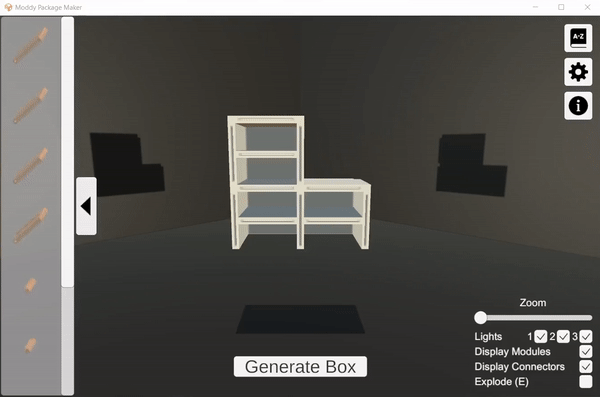 Moddy Package Maker
A-Z
Zoom
Lights 1 2 3
Display Modules
Display Connectors
Explode (E)
Generate Box